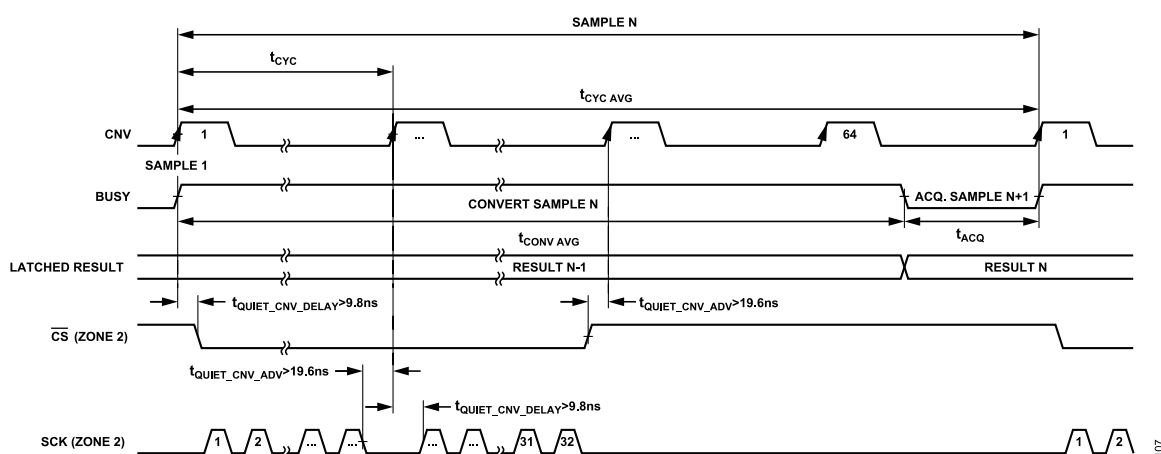 SAMPLE N
tCYC
tCYC AVG
CNV 1 ... ... 64 1
SAMPLE 1
BUSY ACQ. SAMPLE N+1
CONVERT SAMPLE N
tCONV AVG tACQ
LATCHED RESULT RESULT N-1 RESULT N
tQUIET_CNV_DELAY>9.8ns tQUIET_CNV_ADV>19.6ns
CS (ZONE 2)
tQUIET_CNV_ADV>19.6ns
tQUIET_CNV_DELAY>9.8ns
SCK (ZONE 2) 1 2 ... ... ... ... 31 32 1 2
107